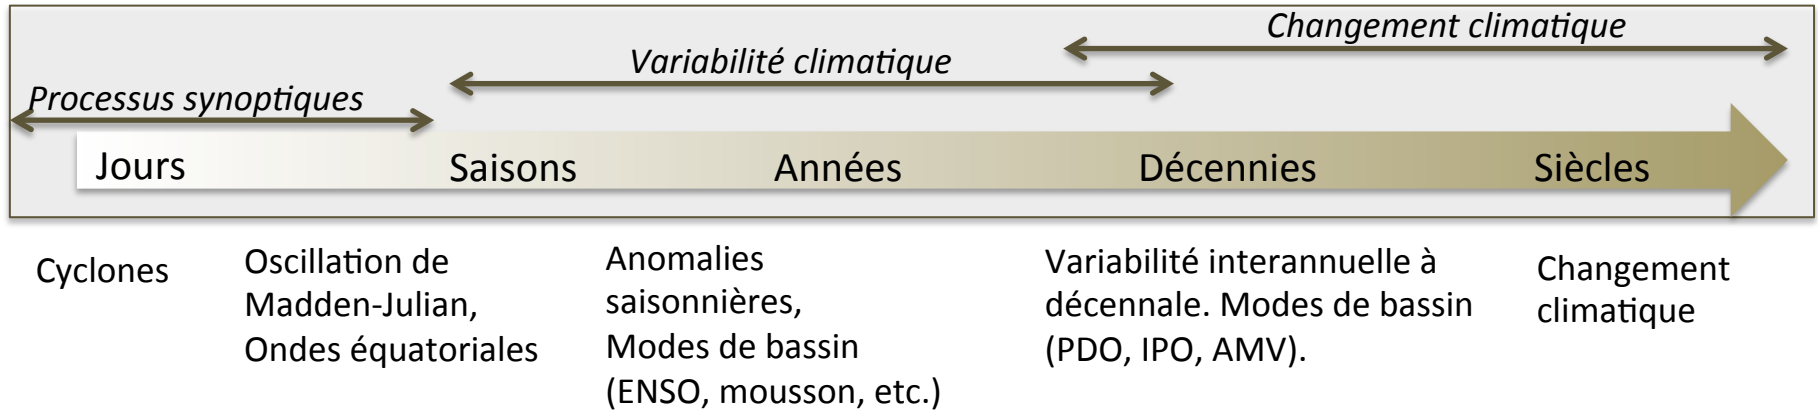 Changement climatique
Variabilité climatique
Processus synoptiques
Jours
Saisons
Années
Décennies
Siècles
Cyclones
Oscillation de
Madden-Julian,
Ondes équatoriales
Anomalies
saisonnières,
Modes de bassin
(ENSO, mousson, etc.)
Variabilité interannuelle à
décennale. Modes de bassin
(PDO, IPO, AMV).
Changement
climatique